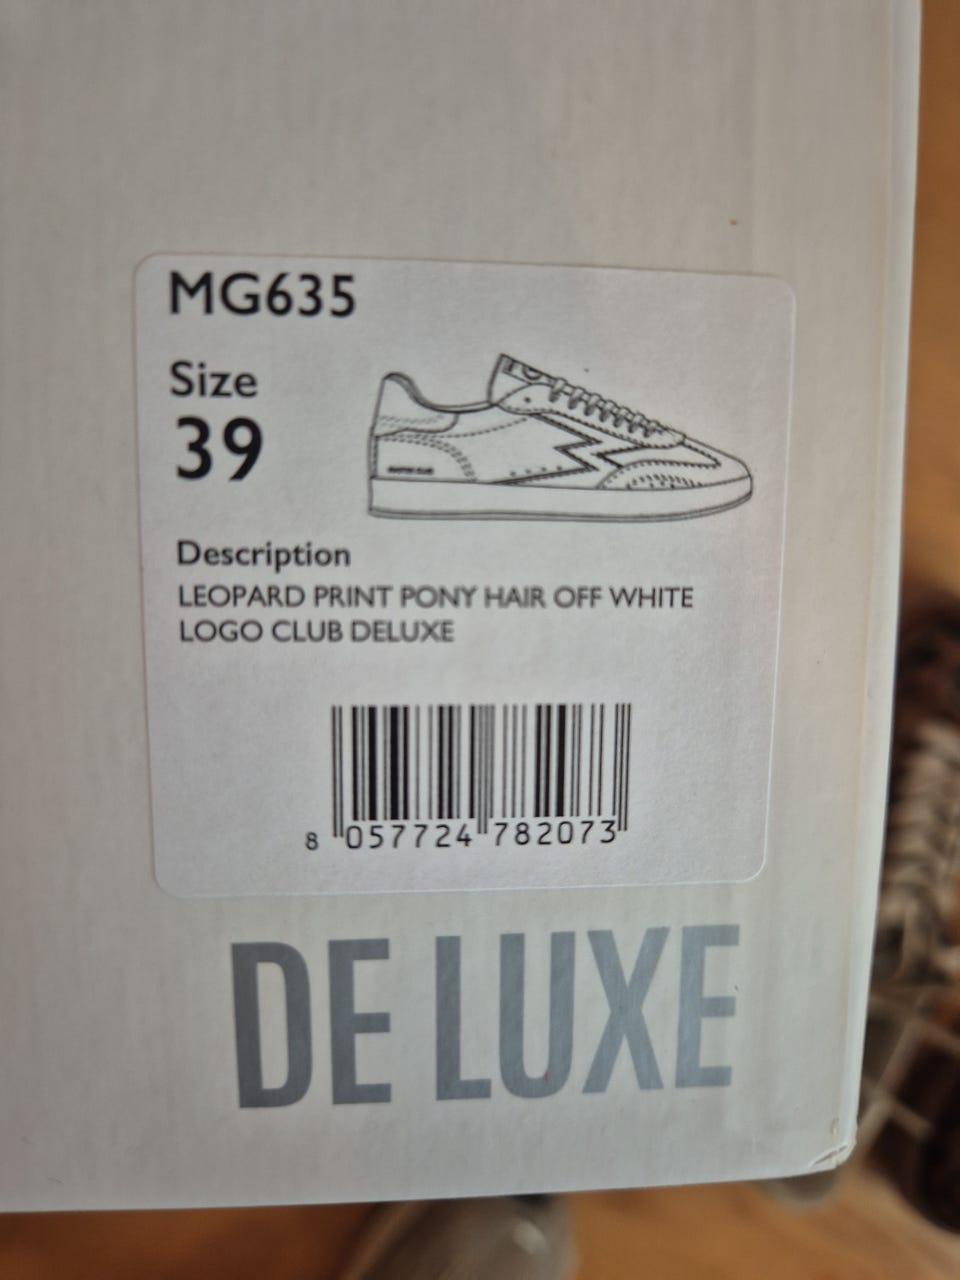 MG635
Size
39
Description
LEOPARD PRINT PONY HAIR OFF WHITE
LOGO CLUB DELUXE
8 057724 782073
DE LUXE